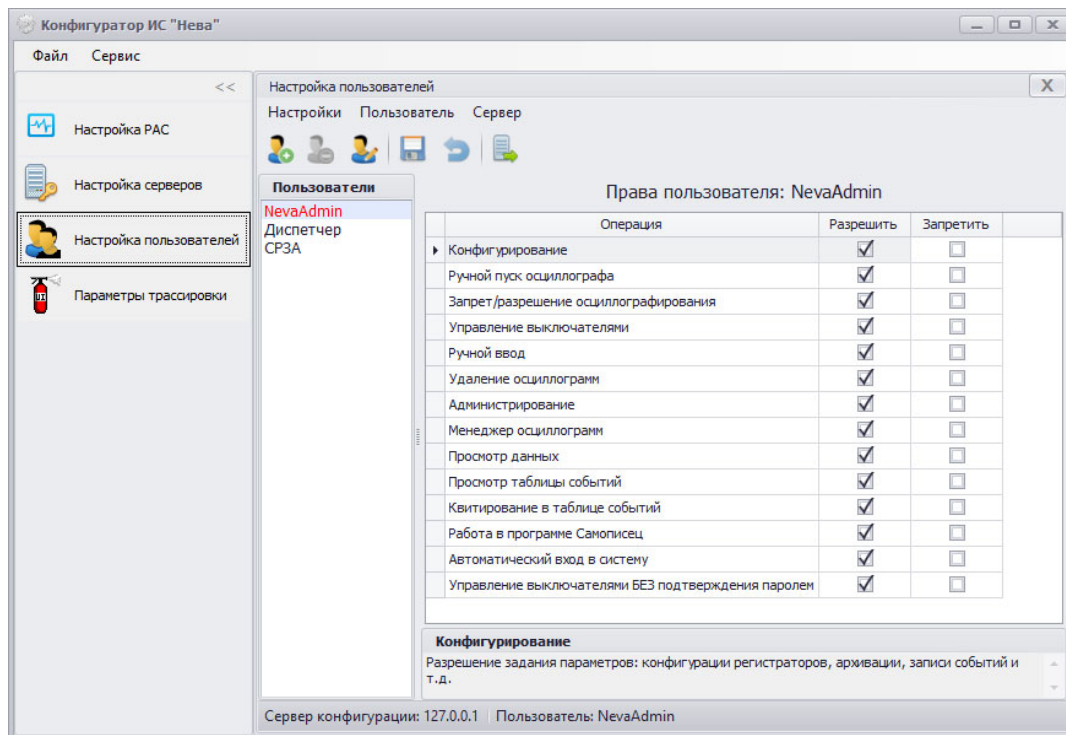 Конфигуратор ИС "Нева"
Файл Сервис
<<
Настройка РАС
Настройка серверов
Настройка пользователей
Параметры трассировки
Настройка пользователей
X
Настройки Пользователь Сервер
Пользователи
NevaAdmin
Диспетчер
СРЗА
Права пользователя: NevaAdmin
Операция Разрешить Запретить
Конфигурирование
Ручной пуск осциллографа
Запрет/разрешение осциллографирования
Управление выключателями
Ручной ввод
Удаление осциллограмм
Администрирование
Менеджер осциллограмм
Просмотр данных
Просмотр таблицы событий
Квитирование в таблице событий
Работа в программе Самописец
Автоматический вход в систему
Управление выключателями БЕЗ подтверждения паролем
Конфигурирование
Разрешение задания параметров: конфигурации регистраторов, архивации, записи событий и
т.д.
Сервер конфигурации: 127.0.0.1 Пользователь: NevaAdmin